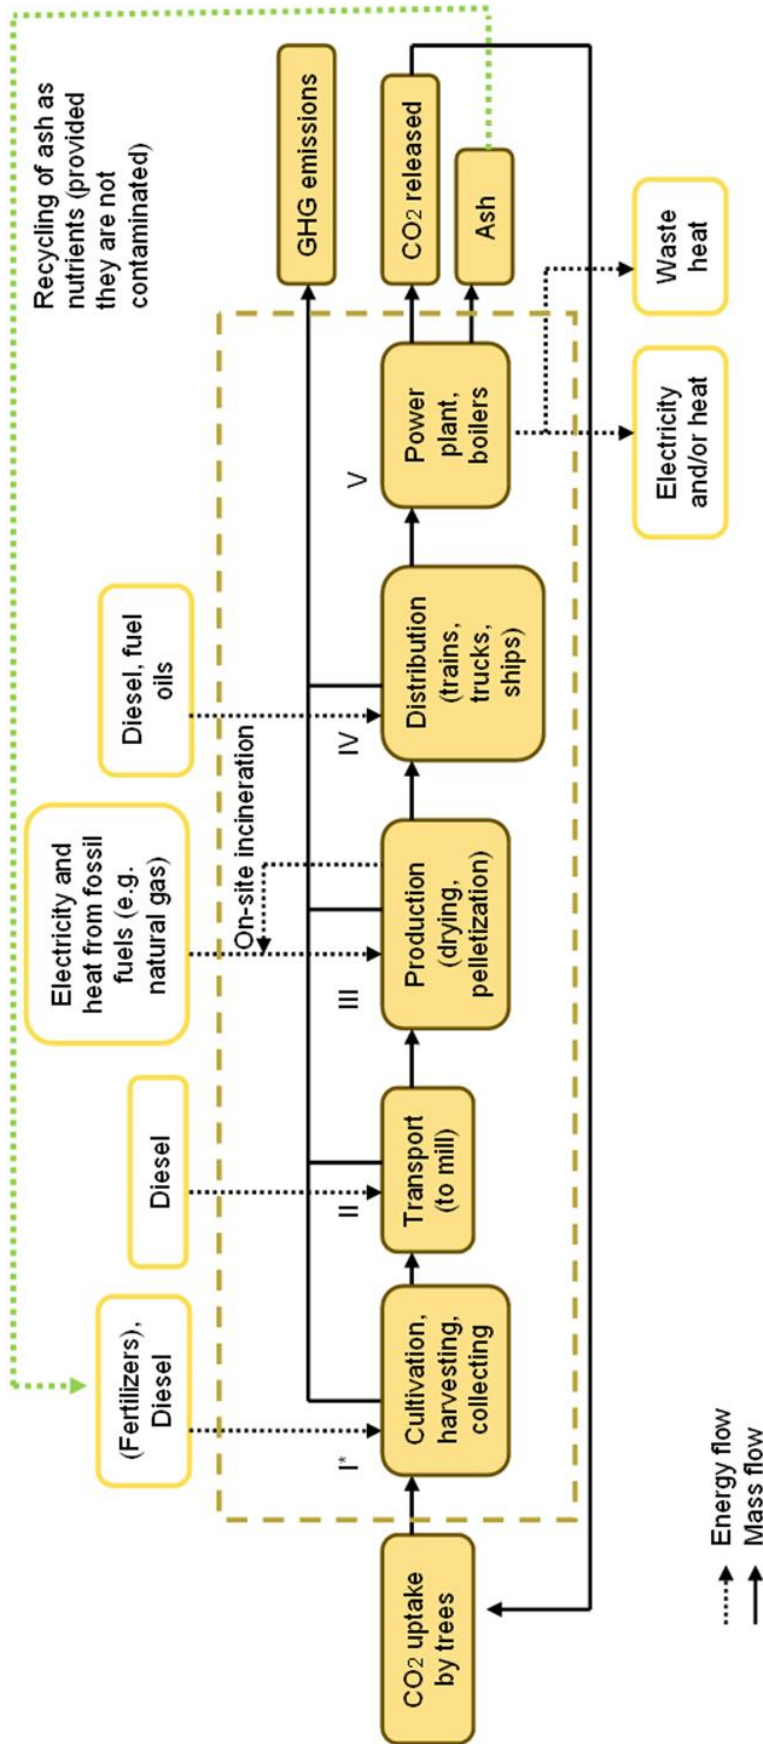 Recycling of ash as
nutrients (provided
they are not
contaminated)
(Fertilizers),
Diesel
Diesel
Electricity and
heat from fossil
fuels (e.g.
natural gas)
Diesel, fuel
oils
On-site incineration
GHG emissions
I*
II
III
IV
V
CO2 uptake
by trees
Cultivation,
harvesting,
collecting
Transport
(to mill)
Production
(drying,
pelletization)
Distribution
(trains,
trucks,
ships)
Power
plant,
boilers
CO2 released
Ash
Electricity
and/or heat
Waste
heat
Energy flow
Mass flow